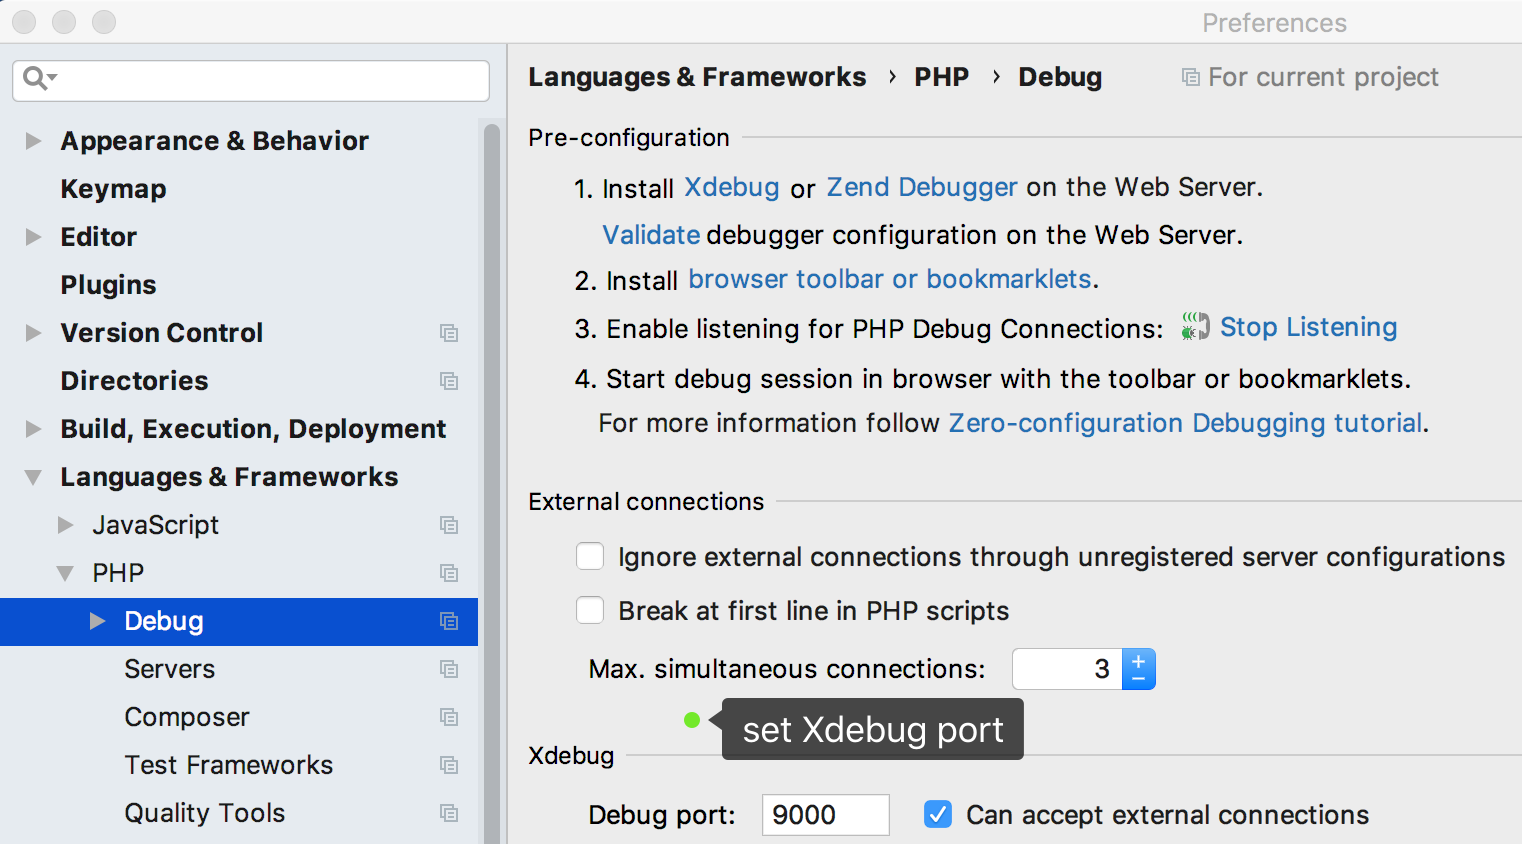 Preferences
Languages & Frameworks › PHP › Debug For current project
Appearance & Behavior
Keymap
Editor
Plugins
Version Control
Directories
Build, Execution, Deployment
Languages & Frameworks
JavaScript
PHP
Debug
Servers
Composer
Test Frameworks
Quality Tools
Pre-configuration
1. Install Xdebug or Zend Debugger on the Web Server.
Validate debugger configuration on the Web Server.
2. Install browser toolbar or bookmarklets.
3. Enable listening for PHP Debug Connections: Stop Listening
4. Start debug session in browser with the toolbar or bookmarklets.
For more information follow Zero-configuration Debugging tutorial.
External connections
Ignore external connections through unregistered server configurations
Break at first line in PHP scripts
Max. simultaneous connections: 3
set Xdebug port
Xdebug
Debug port: 9000 Can accept external connections